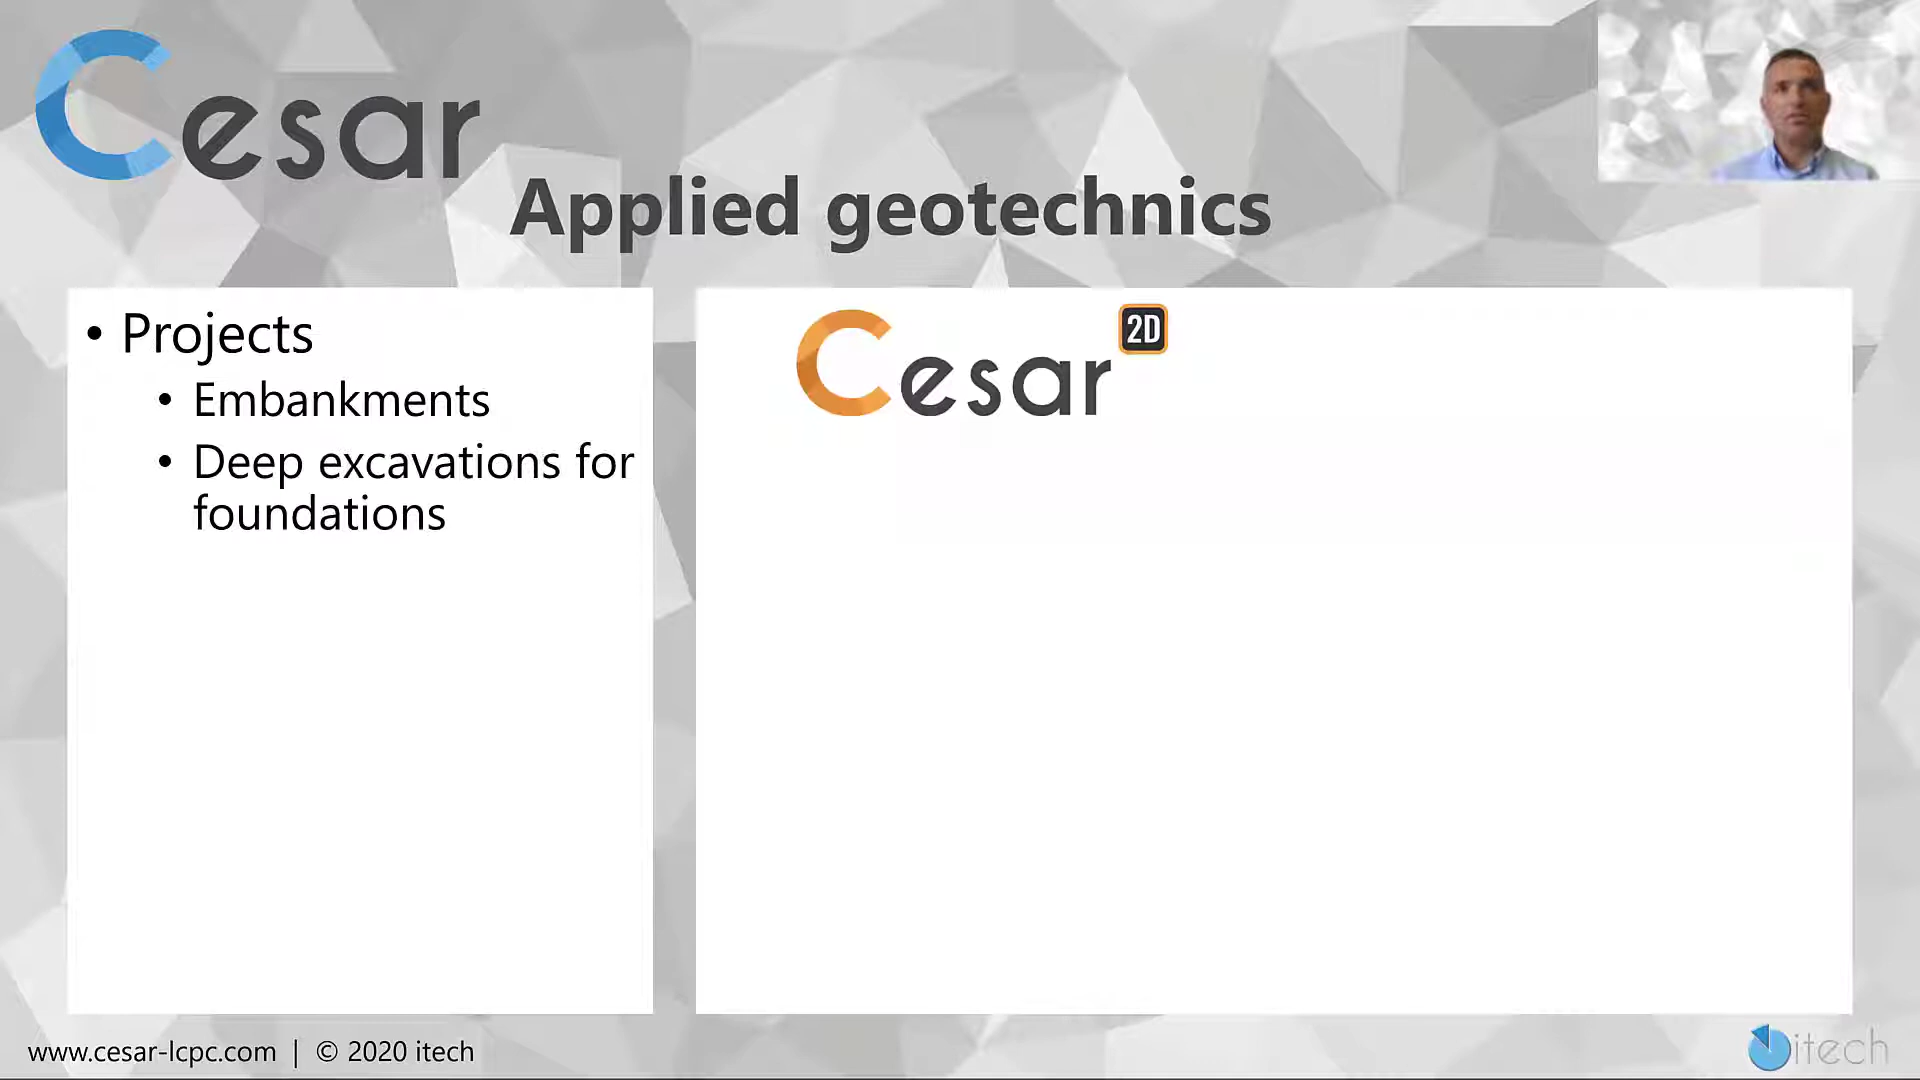 Cesar
Applied geotechnics
• Projects
• Embankments
• Deep excavations for
foundations
Cesar 2D
www.cesar-lcpc.com | © 2020 itech
itech